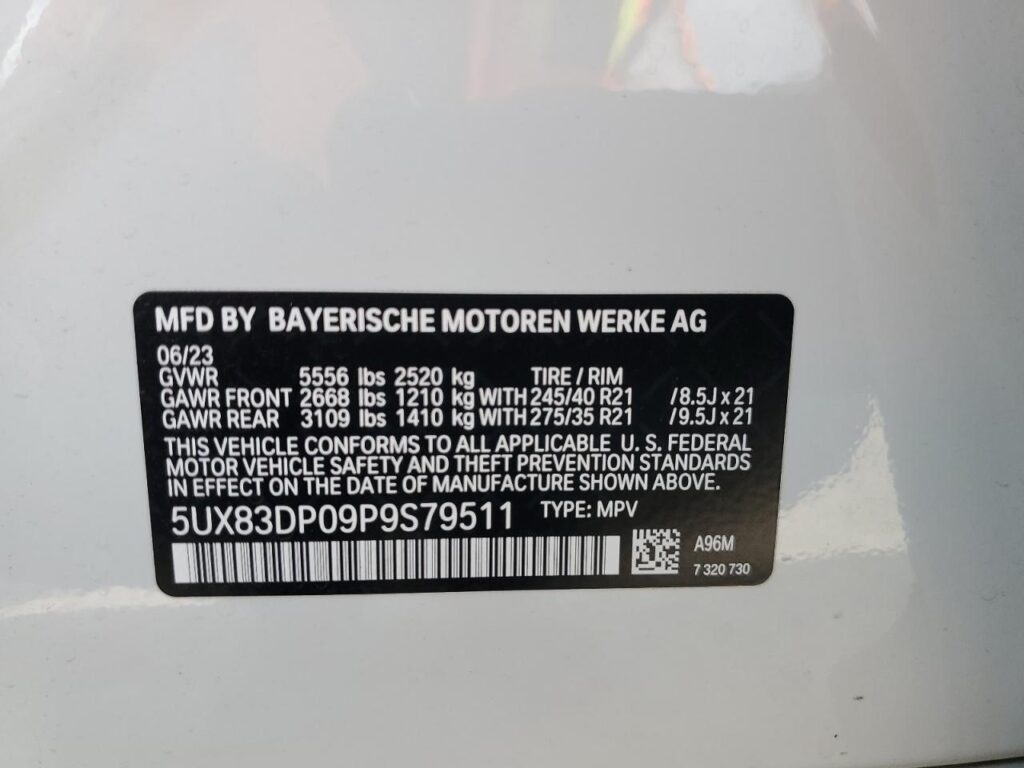 MFD BY BAYERISCHE MOTOREN WERKE AG
06/23
GVWR 5556 lbs 2520 kg TIRE / RIM
GAWR FRONT 2668 lbs 1210 kg WITH 245/40 R21 /8.5J x 21
GAWR REAR 3109 lbs 1410 kg WITH 275/35 R21 /9.5J x 21
THIS VEHICLE CONFORMS TO ALL APPLICABLE U. S. FEDERAL
MOTOR VEHICLE SAFETY AND THEFT PREVENTION STANDARDS
IN EFFECT ON THE DATE OF MANUFACTURE SHOWN ABOVE.
5UX83DP09P9S79511 TYPE: MPV
A96M
7 320 730